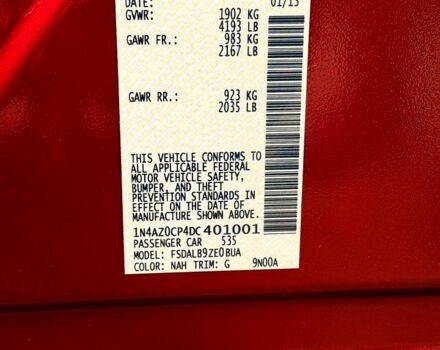 DATE: 01/13
GVWR: 1902 KG
4193 LB
GAWR FR.: 983 KG
2167 LB
GAWR RR.: 923 KG
2035 LB
THIS VEHICLE CONFORMS TO
ALL APPLICABLE FEDERAL
MOTOR VEHICLE SAFETY,
BUMPER, AND THEFT
PREVENTION STANDARDS IN
EFFECT ON THE DATE OF
MANUFACTURE SHOWN ABOVE.
1N4AZ0CP4DC401001
PASSENGER CAR 535
MODEL: FSDALB9ZE0BUA
COLOR: NAH TRIM: G 9N00A